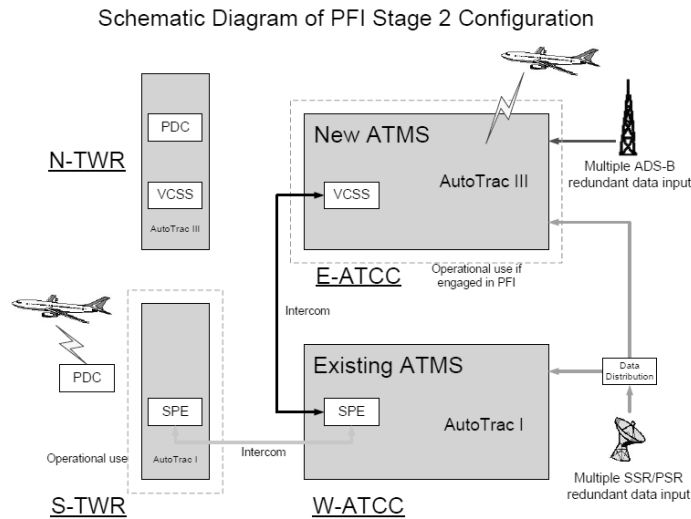 Schematic Diagram of PFI Stage 2 Configuration
PDC
N-TWR
VCSS
AutoTrac III
New ATMS
AutoTrac III
VCSS
Multiple ADS-B
redundant data input
E-ATCC
Operational use if
engaged in PFI
Intercom
PDC
SPE
Operational use
AutoTrac I
S-TWR
Intercom
Existing ATMS
SPE
AutoTrac I
W-ATCC
Data
Distribution
Multiple SSR/PSR
redundant data input